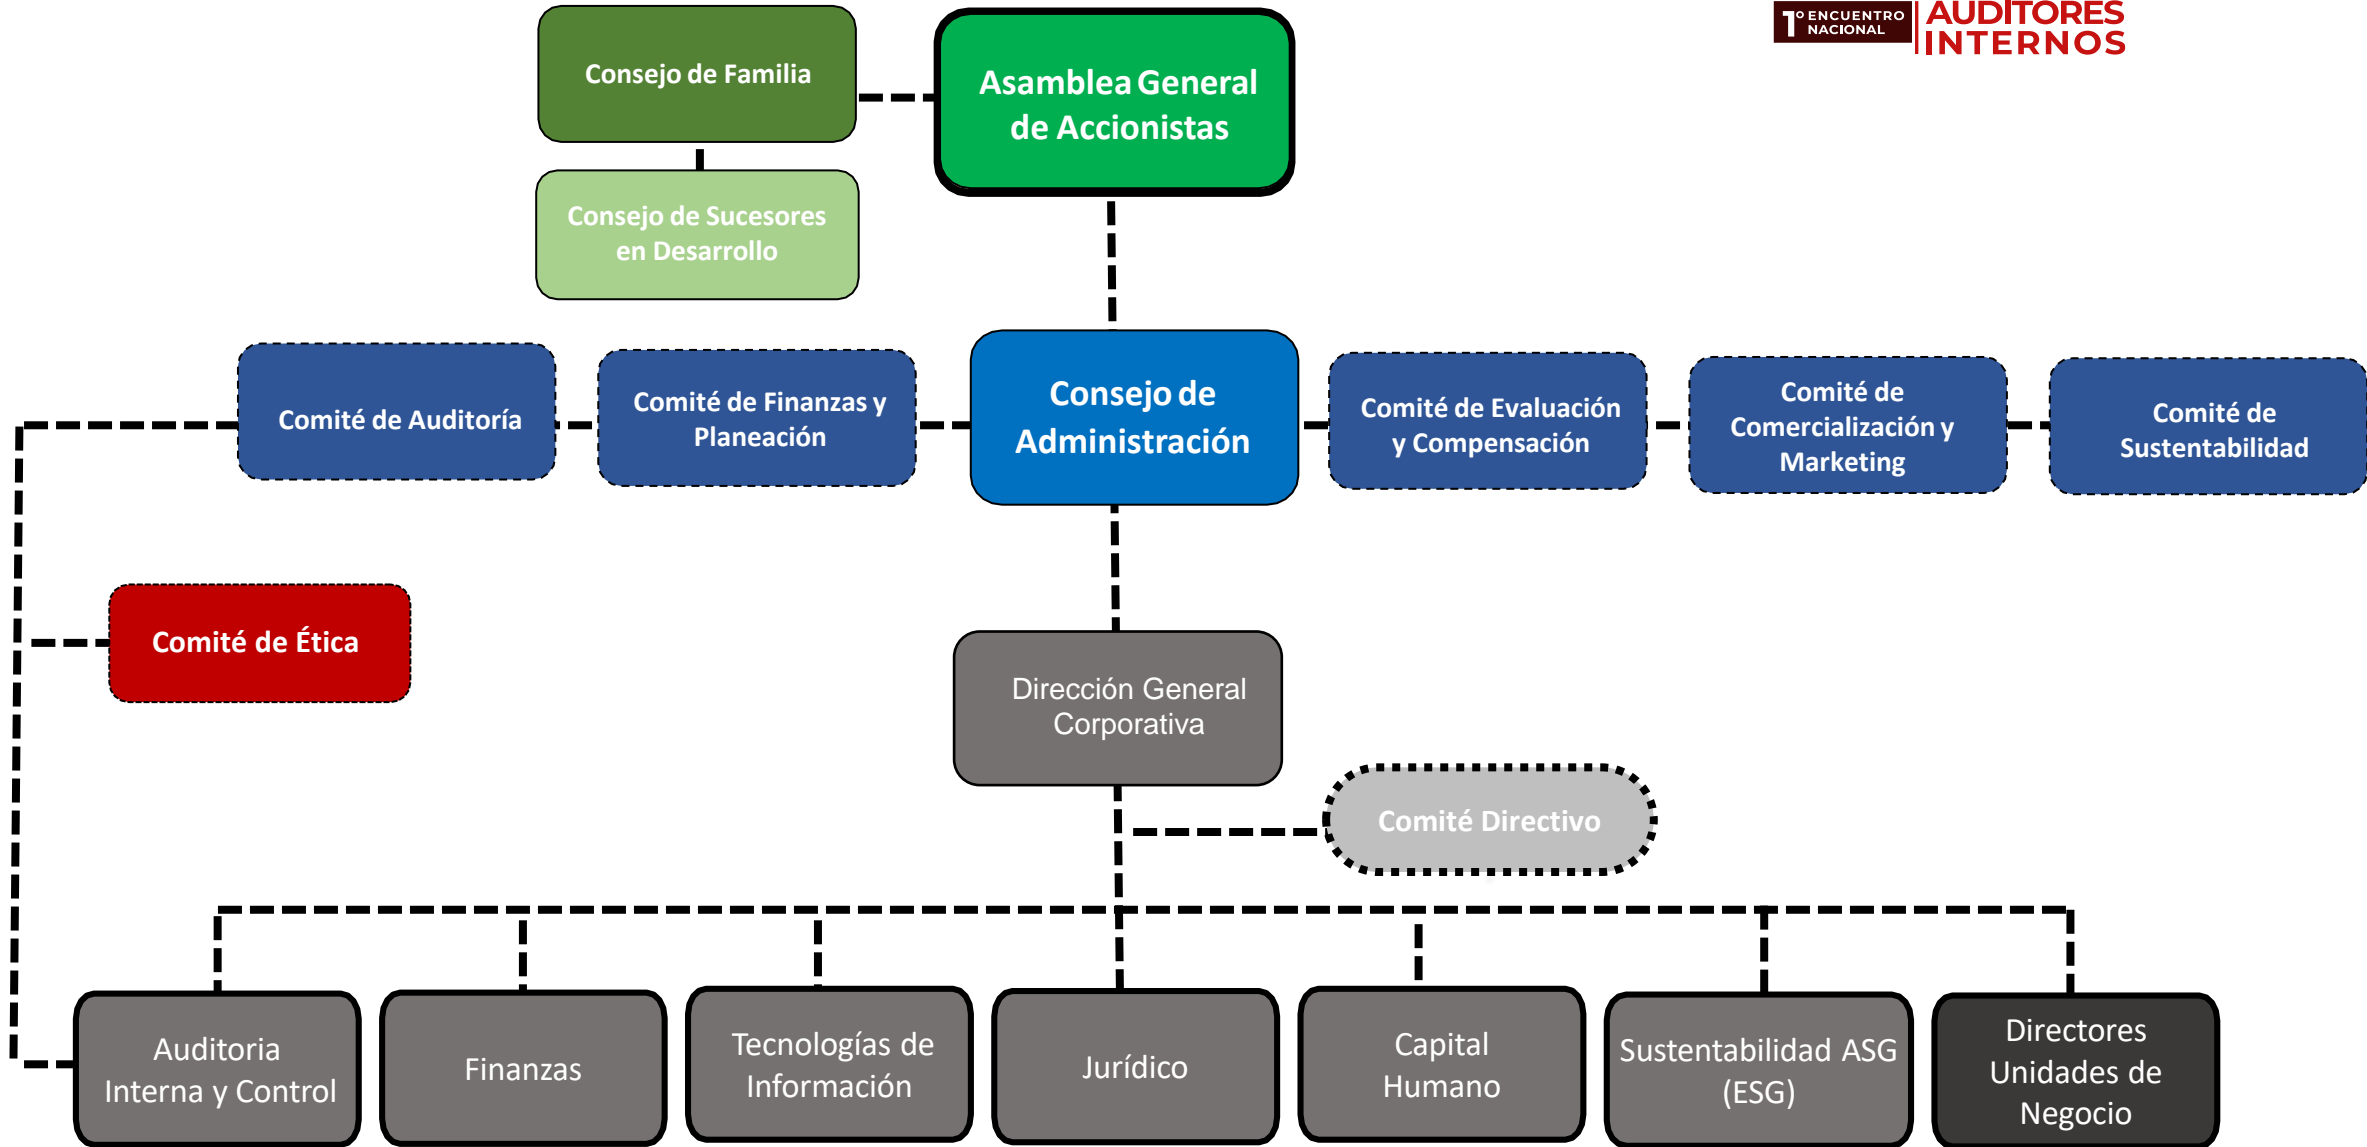 1º ENCUENTRO
NACIONAL
AUDITORES
INTERNOS
Consejo de Familia
Asamblea General
de Accionistas
Consejo de Sucesores
en Desarrollo
Comité de Auditoría
Comité de Finanzas y
Planeación
Consejo de
Administración
Comité de Evaluación
y Compensación
Comité de
Comercialización y
Marketing
Comité de
Sustentabilidad
Comité de Ética
Dirección General
Corporativa
Comité Directivo
Auditoria
Interna y Control
Finanzas
Tecnologías de
Información
Jurídico
Capital
Humano
Sustentabilidad ASG
(ESG)
Directores
Unidades de
Negocio